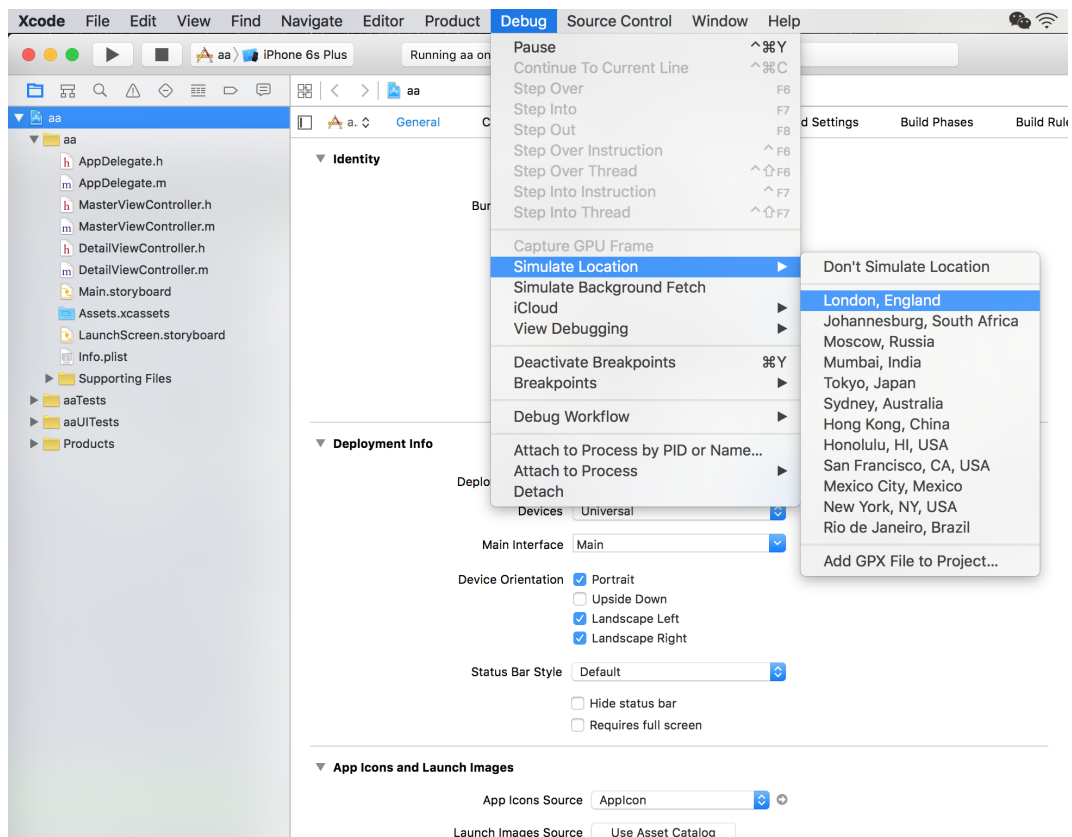 Xcode File Edit View Find Navigate Editor Product Debug Source Control Window Help
aa iPhone 6s Plus
Running aa on
aa
a.
General
d Settings
Build Phases
Build Rule
aa
aa
AppDelegate.h
AppDelegate.m
MasterViewController.h
MasterViewController.m
DetailViewController.h
DetailViewController.m
Main.storyboard
Assets.xcassets
LaunchScreen.storyboard
Info.plist
Supporting Files
aaTests
aaUITests
Products
Pause ^⌘Y
Continue To Current Line ^⌘C
Step Over F6
Step Into F7
Step Out F8
Step Over Instruction ^F6
Step Over Thread ^⇧F6
Step Into Instruction ^F7
Step Into Thread ^⇧F7
Capture GPU Frame
Simulate Location
Simulate Background Fetch
iCloud
View Debugging
Deactivate Breakpoints ⌘Y
Breakpoints
Debug Workflow
Attach to Process by PID or Name...
Attach to Process
Detach
Don't Simulate Location
London, England
Johannesburg, South Africa
Moscow, Russia
Mumbai, India
Tokyo, Japan
Sydney, Australia
Hong Kong, China
Honolulu, HI, USA
San Francisco, CA, USA
Mexico City, Mexico
New York, NY, USA
Rio de Janeiro, Brazil
Add GPX File to Project...
Identity
Bur
Deployment Info
Deplo
Devices Universal
Main Interface Main
Device Orientation Portrait
Upside Down
Landscape Left
Landscape Right
Status Bar Style Default
Hide status bar
Requires full screen
App Icons and Launch Images
App Icons Source AppIcon
Launch Images Source Use Asset Catalog